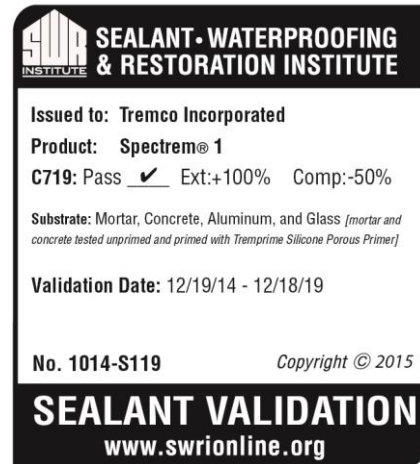 SWR
INSTITUTE
SEALANT • WATERPROOFING
& RESTORATION INSTITUTE
Issued to: Tremco Incorporated
Product: Spectrem® 1
C719: Pass ✔ Ext:+100% Comp:-50%
Substrate: Mortar, Concrete, Aluminum, and Glass [mortar and
concrete tested unprimed and primed with Tremprime Silicone Porous Primer]
Validation Date: 12/19/14 - 12/18/19
No. 1014-S119 Copyright © 2015
SEALANT VALIDATION
www.swrionline.org